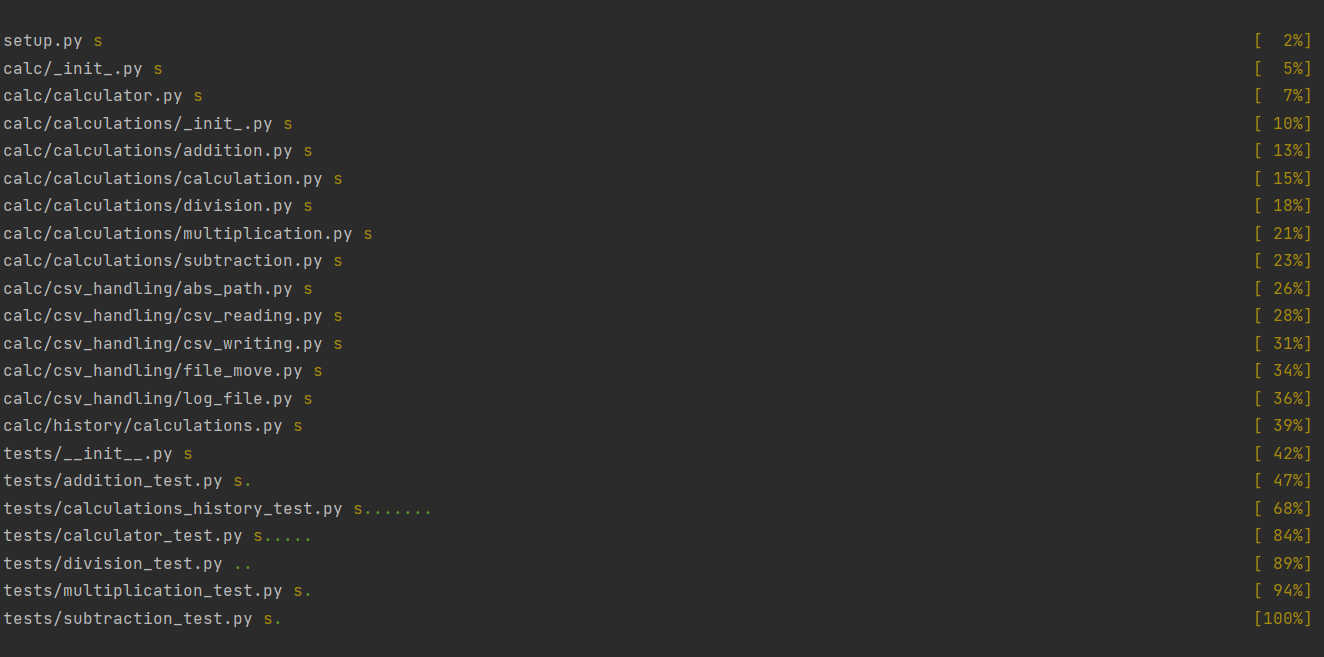 setup.py s [  2%]
calc/_init_.py s [  5%]
calc/calculator.py s [  7%]
calc/calculations/_init_.py s [ 10%]
calc/calculations/addition.py s [ 13%]
calc/calculations/calculation.py s [ 15%]
calc/calculations/division.py s [ 18%]
calc/calculations/multiplication.py s [ 21%]
calc/calculations/subtraction.py s [ 23%]
calc/csv_handling/abs_path.py s [ 26%]
calc/csv_handling/csv_reading.py s [ 28%]
calc/csv_handling/csv_writing.py s [ 31%]
calc/csv_handling/file_move.py s [ 34%]
calc/csv_handling/log_file.py s [ 36%]
calc/history/calculations.py s [ 39%]
tests/__init__.py s [ 42%]
tests/addition_test.py s. [ 47%]
tests/calculations_history_test.py s....... [ 68%]
tests/calculator_test.py s..... [ 84%]
tests/division_test.py .. [ 89%]
tests/multiplication_test.py s. [ 94%]
tests/subtraction_test.py s. [100%]